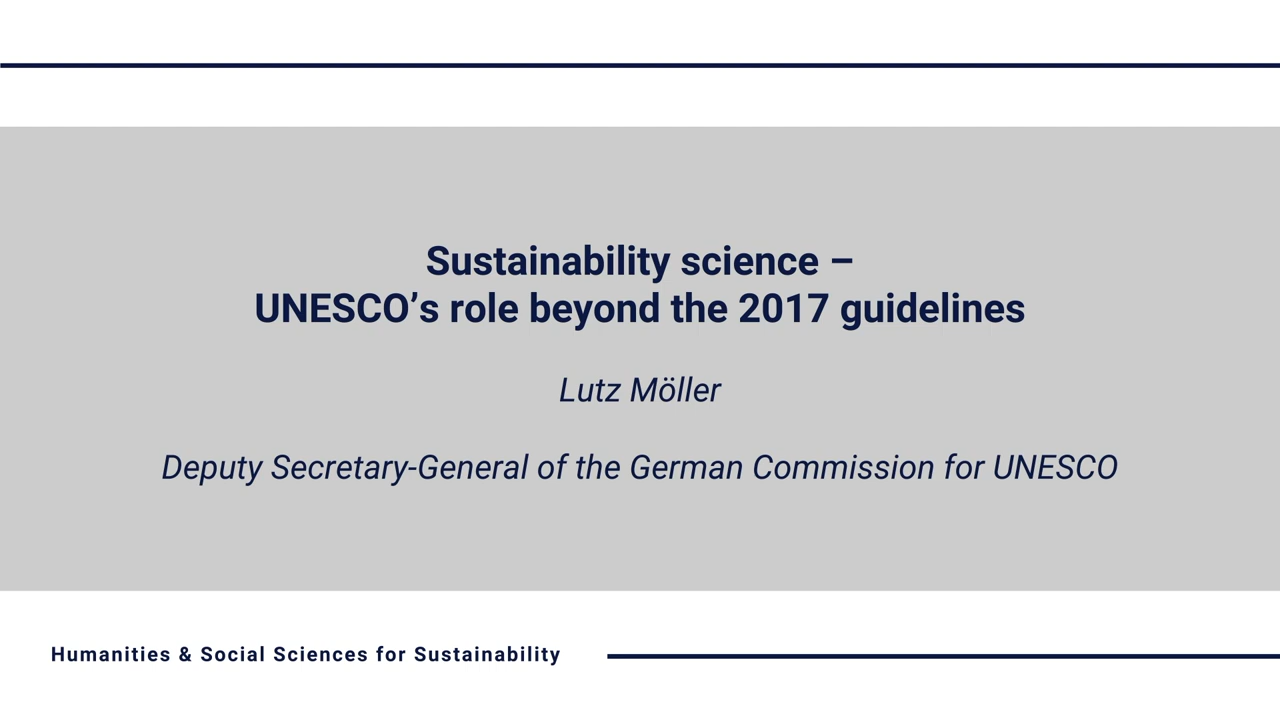 Sustainability science –
UNESCO’s role beyond the 2017 guidelines
Lutz Möller
Deputy Secretary-General of the German Commission for UNESCO
Humanities & Social Sciences for Sustainability